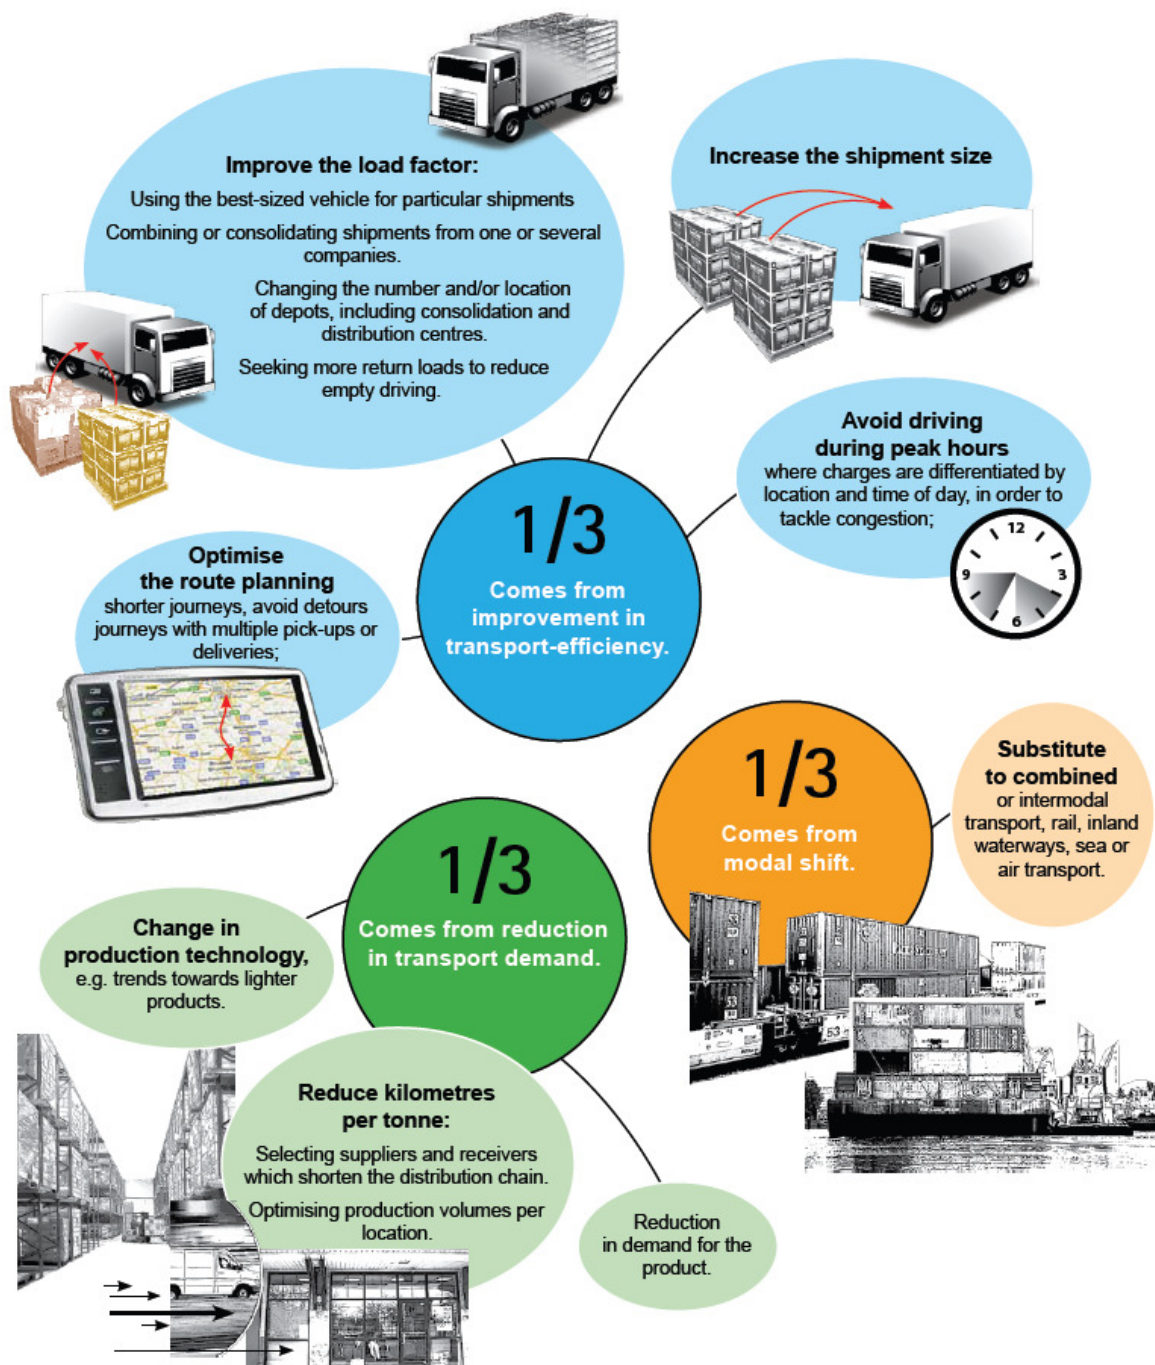 Improve the load factor:
Using the best-sized vehicle for particular shipments
Combining or consolidating shipments from one or several
companies.
Changing the number and/or location
of depots, including consolidation and
distribution centres.
Seeking more return loads to reduce
empty driving.
Increase the shipment size
Avoid driving
during peak hours
where charges are differentiated by
location and time of day, in order to
tackle congestion;
12
3
6
9
Optimise
the route planning
shorter journeys, avoid detours
journeys with multiple pick-ups or
deliveries;
1/3
Comes from
improvement in
transport-efficiency.
1/3
Comes from
modal shift.
Substitute
to combined
or intermodal
transport, rail, inland
waterways, sea or
air transport.
53
53
1/3
Comes from reduction
in transport demand.
Change in
production technology,
e.g. trends towards lighter
products.
Reduce kilometres
per tonne:
Selecting suppliers and receivers
which shorten the distribution chain.
Optimising production volumes per
location.
Reduction
in demand for the
product.